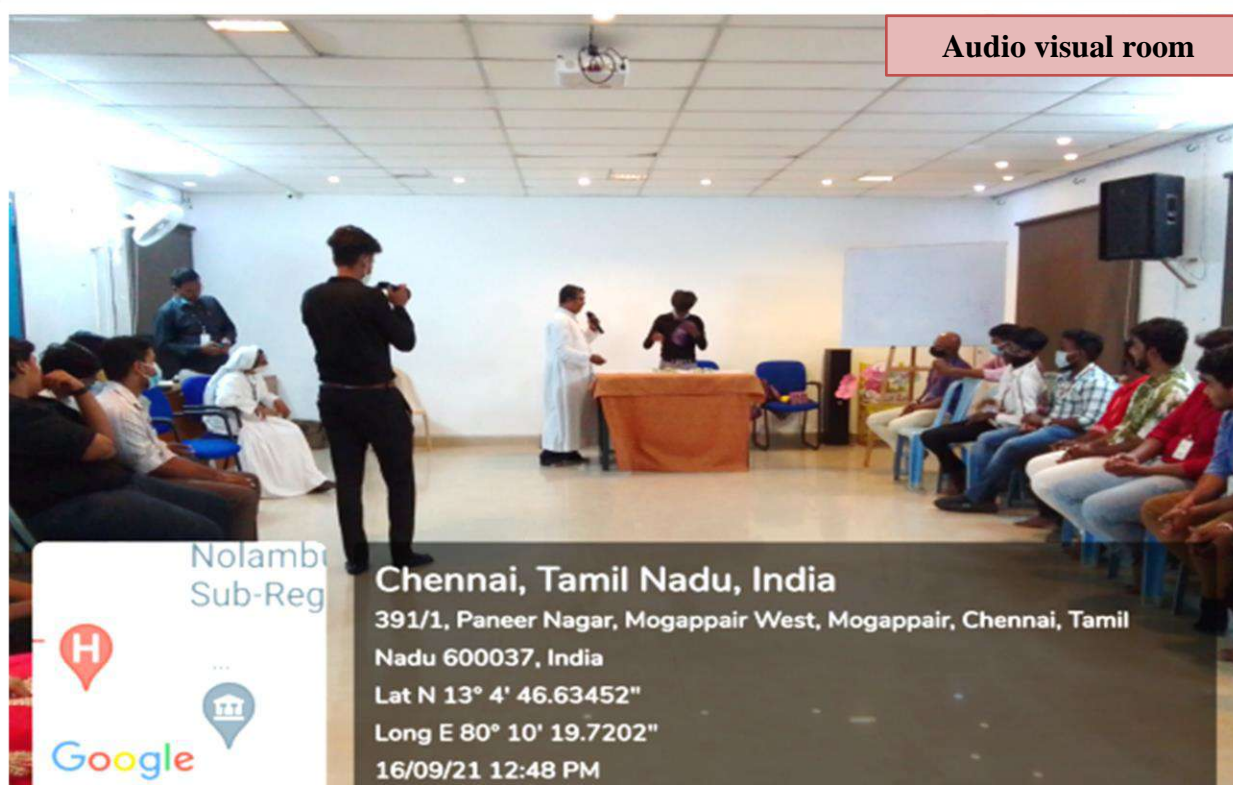 Audio visual room
Nolambu
Sub-Reg
H
Google
Chennai, Tamil Nadu, India
391/1, Paneer Nagar, Mogappair West, Mogappair, Chennai, Tamil
Nadu 600037, India
Lat N 13° 4' 46.63452"
Long E 80° 10' 19.7202"
16/09/21 12:48 PM